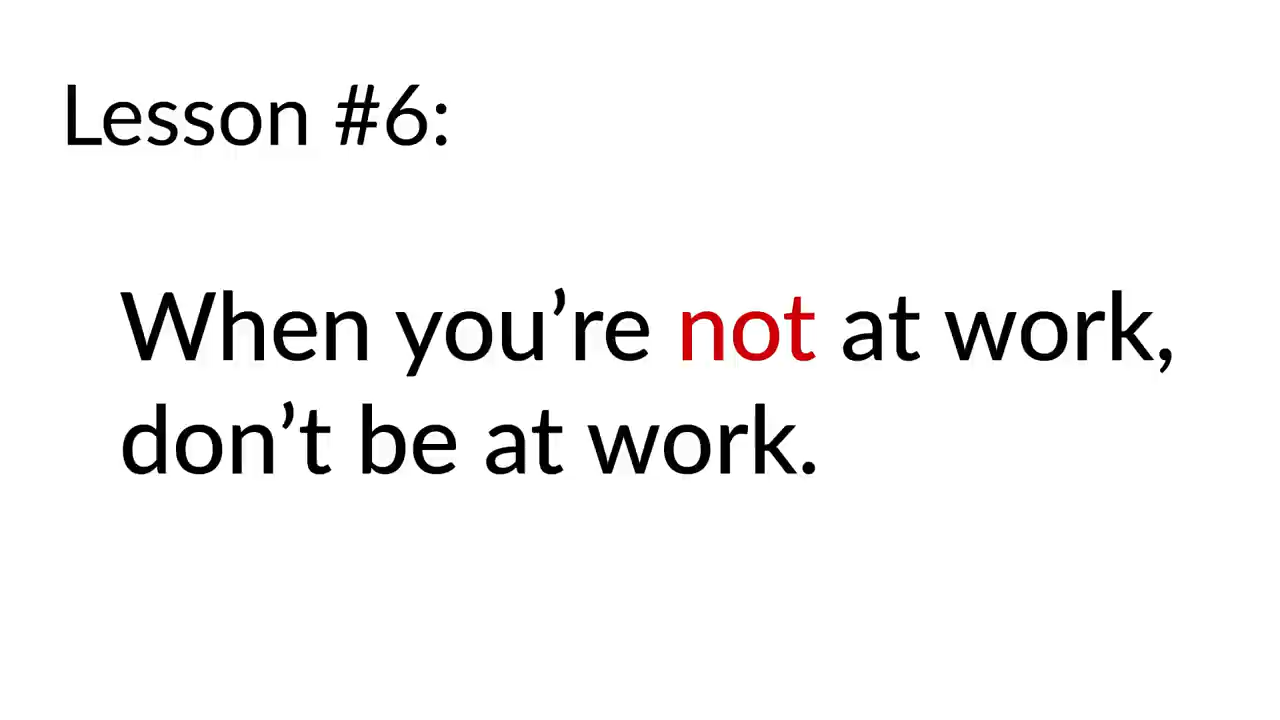 Lesson #6:
When you’re not at work,
don’t be at work.